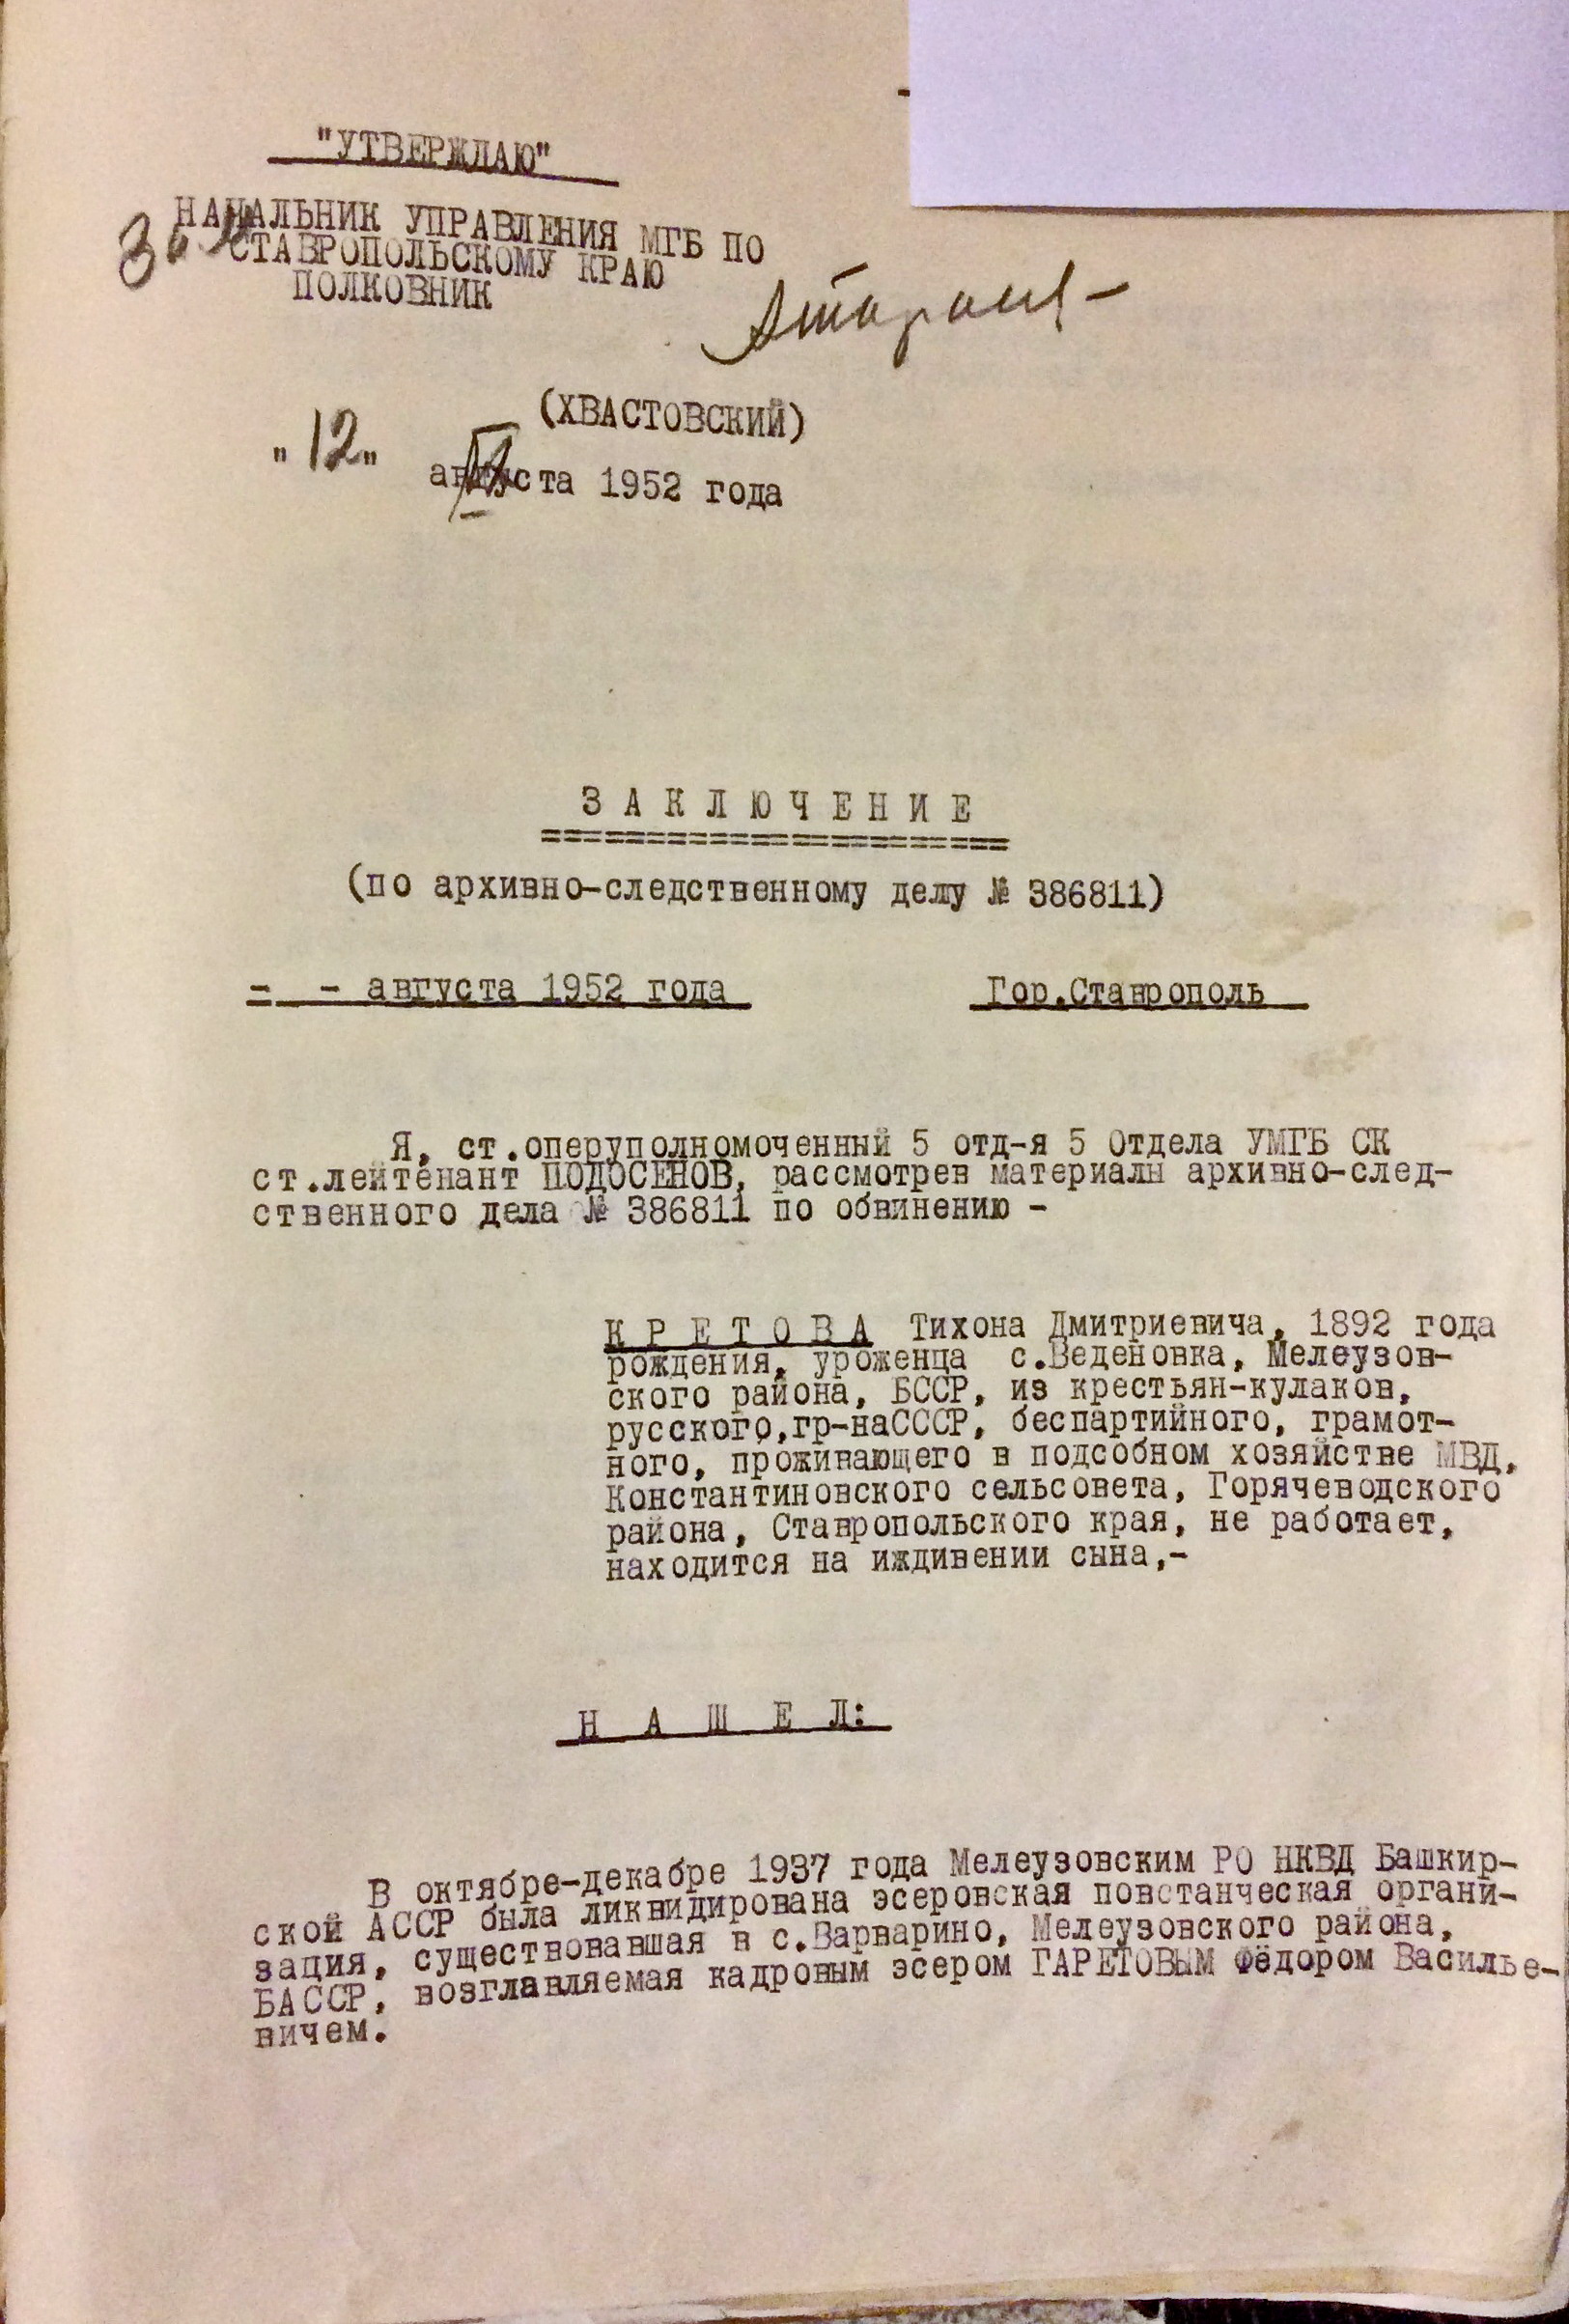 "УТВЕРЖДАЮ"
НАЧАЛЬНИК УПРАВЛЕНИЯ МГБ ПО
СТАВРОПОЛЬСКОМУ КРАЮ
ПОЛКОВНИК
(ХВАСТОВСКИЙ)
"12" августа 1952 года
З А К Л Ю Ч Е Н И Е
======================
(по архивно-следственному делу № 386811)
- - августа 1952 года Гор.Ставрополь
Я, ст.оперуполномоченный 5 отд-я 5 Отдела УМГБ СК
ст.лейтенант ПОДОСЕНОВ, рассмотрев материалы архивно-след-
ственного дела № 386811 по обвинению -
К Р Е Т О В А Тихона Дмитриевича, 1892 года
рождения, уроженца с.Веденовка, Мелеузов-
ского района, БССР, из крестьян-кулаков,
русского,гр-наСССР, беспартийного, грамот-
ного, проживающего в подсобном хозяйстве МВД,
Константиновского сельсовета, Горячеводского
района, Ставропольского края, не работает,
находится на иждивении сына,-
Н А Ш Е Л:
В октябре-декабре 1937 года Мелеузовским РО НКВД Башкир-
ской АССР была ликвидирована эсеровская повстанческая органи-
зация, существовавшая в с.Варварино, Мелеузовского района,
БАССР, возглавляемая кадровым эсером ГАРЕТОВЫМ Фёдором Василье-
вичем.